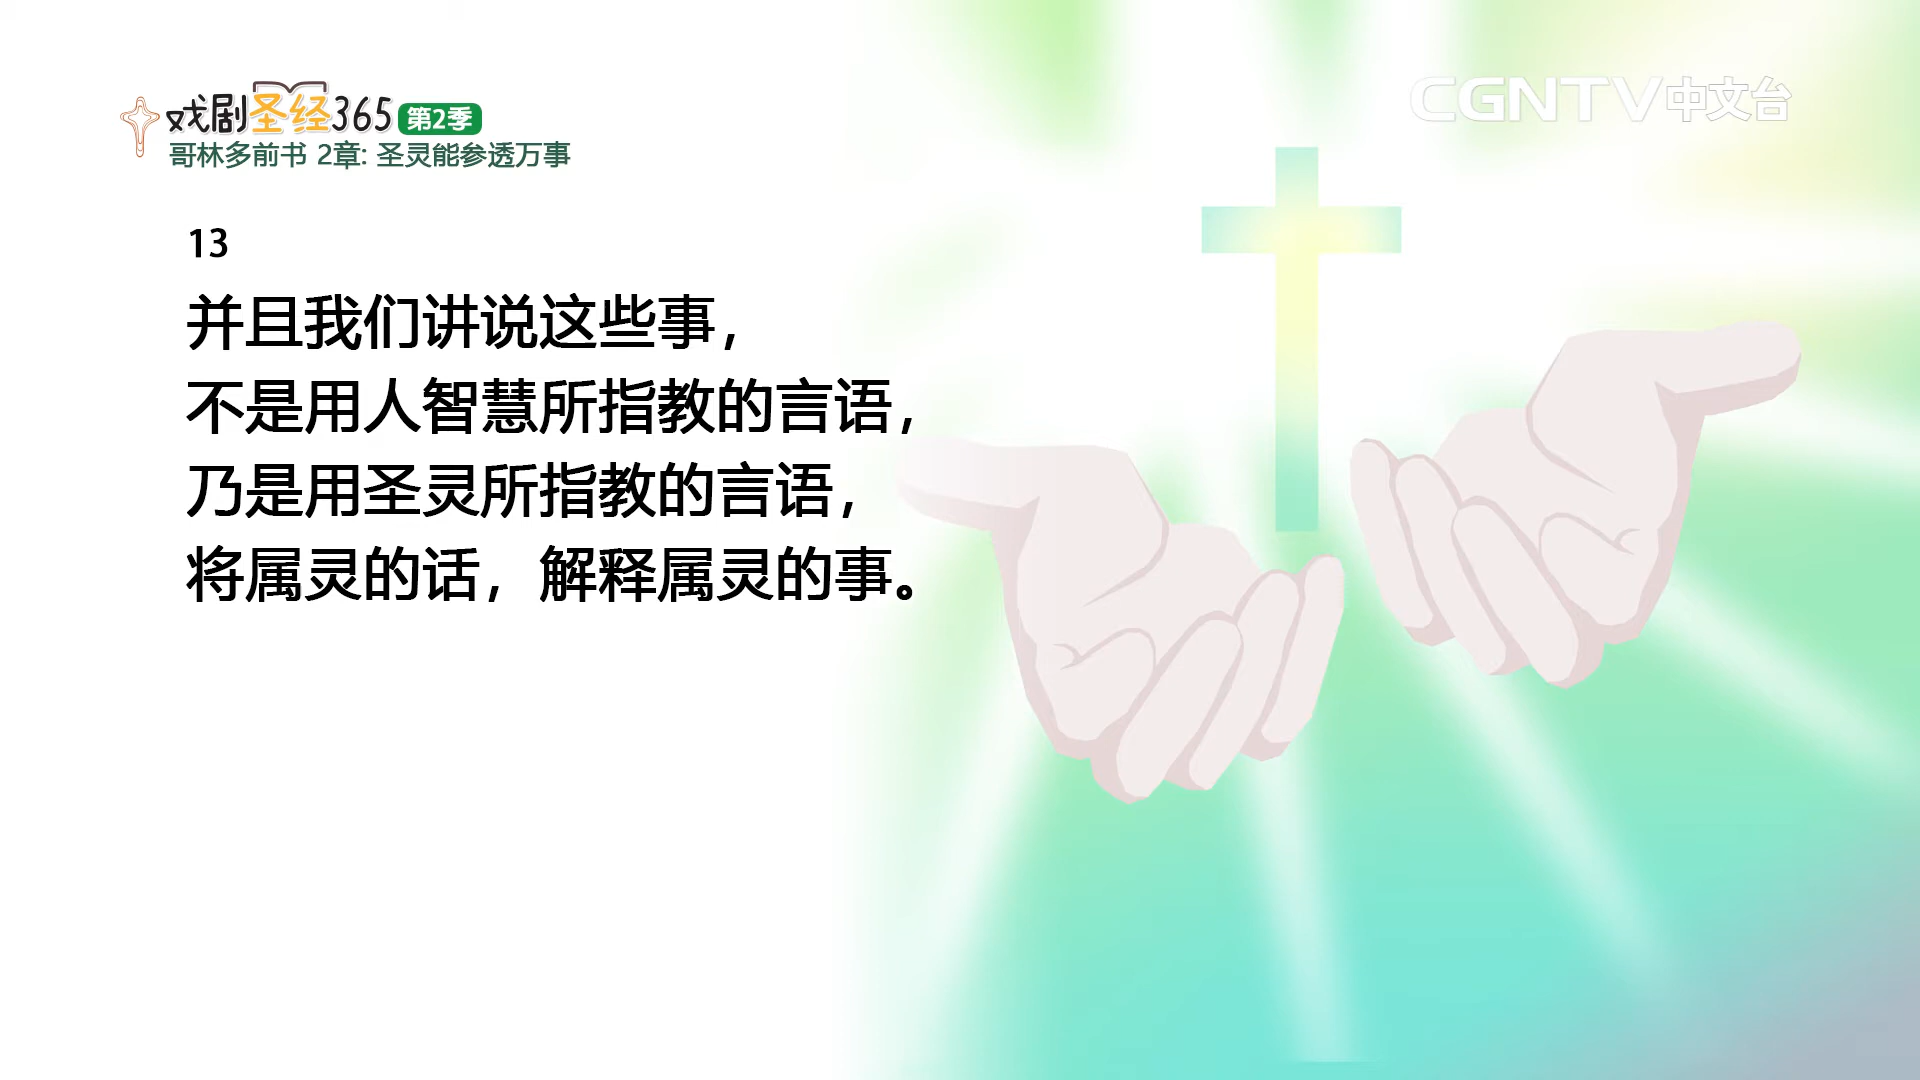 戏剧圣经365 第2季
CGNTV中文台
哥林多前书 2章: 圣灵能参透万事
13
并且我们讲说这些事，
不是用人智慧所指教的言语，
乃是用圣灵所指教的言语，
将属灵的话，解释属灵的事。